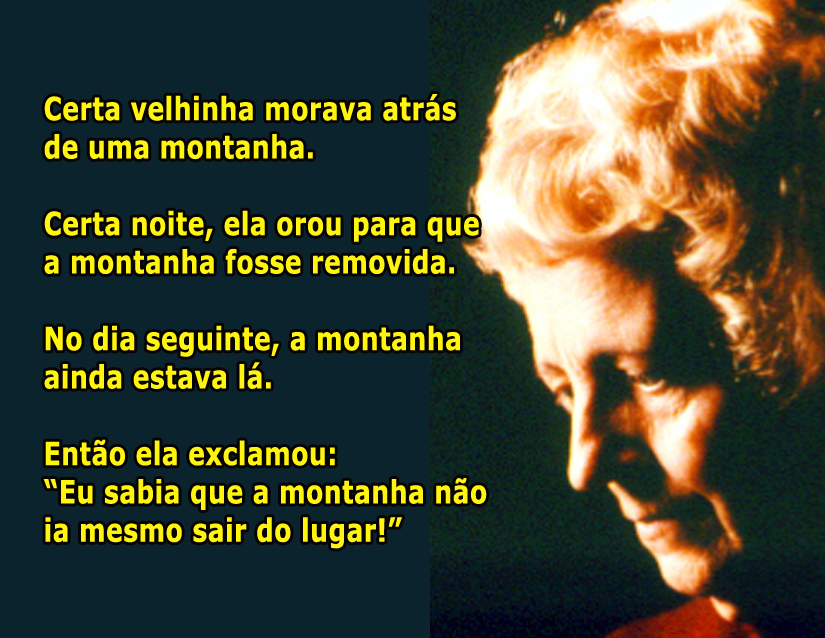 Certa velhinha morava atrás
de uma montanha.
Certa noite, ela orou para que
a montanha fosse removida.
No dia seguinte, a montanha
ainda estava lá.
Então ela exclamou:
“Eu sabia que a montanha não
ia mesmo sair do lugar!”